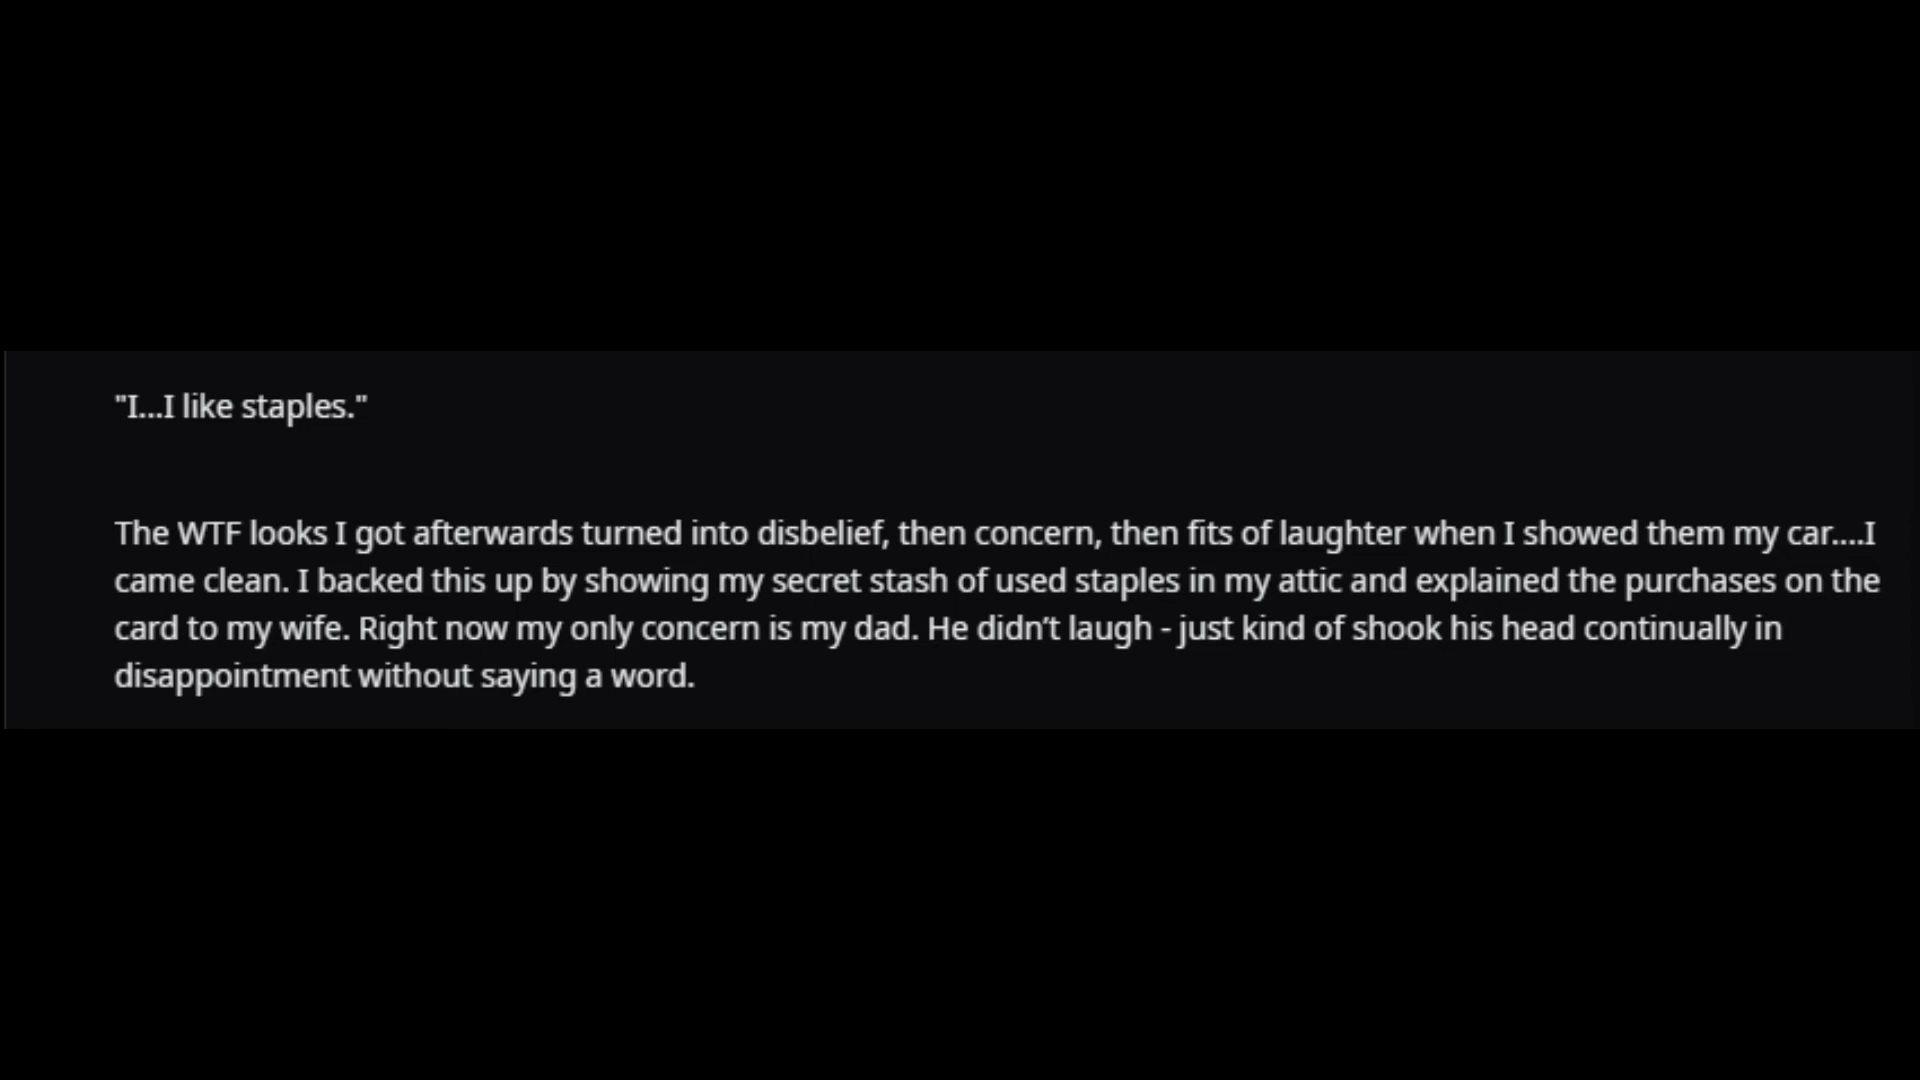 "I...I like staples."
The WTF looks I got afterwards turned into disbelief, then concern, then fits of laughter when I showed them my car....I
came clean. I backed this up by showing my secret stash of used staples in my attic and explained the purchases on the
card to my wife. Right now my only concern is my dad. He didn’t laugh - just kind of shook his head continually in
disappointment without saying a word.